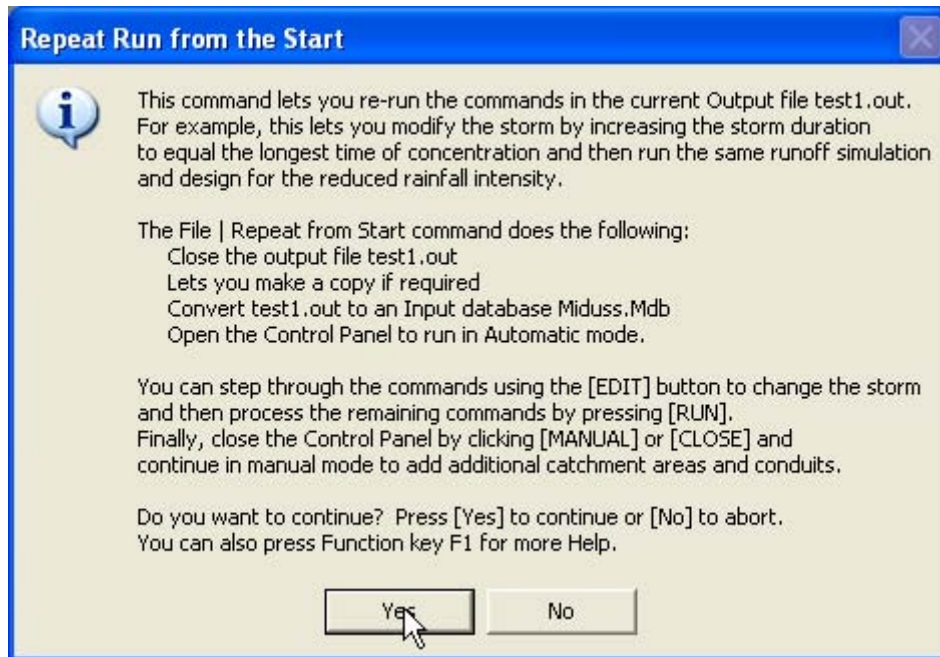 Repeat Run from the Start
This command lets you re-run the commands in the current Output file test1.out.
For example, this lets you modify the storm by increasing the storm duration
to equal the longest time of concentration and then run the same runoff simulation
and design for the reduced rainfall intensity.
The File | Repeat from Start command does the following:
Close the output file test1.out
Lets you make a copy if required
Convert test1.out to an Input database Miduss.Mdb
Open the Control Panel to run in Automatic mode.
You can step through the commands using the [EDIT] button to change the storm
and then process the remaining commands by pressing [RUN].
Finally, close the Control Panel by clicking [MANUAL] or [CLOSE] and
continue in manual mode to add additional catchment areas and conduits.
Do you want to continue?  Press [Yes] to continue or [No] to abort.
You can also press Function key F1 for more Help.
Yes
No